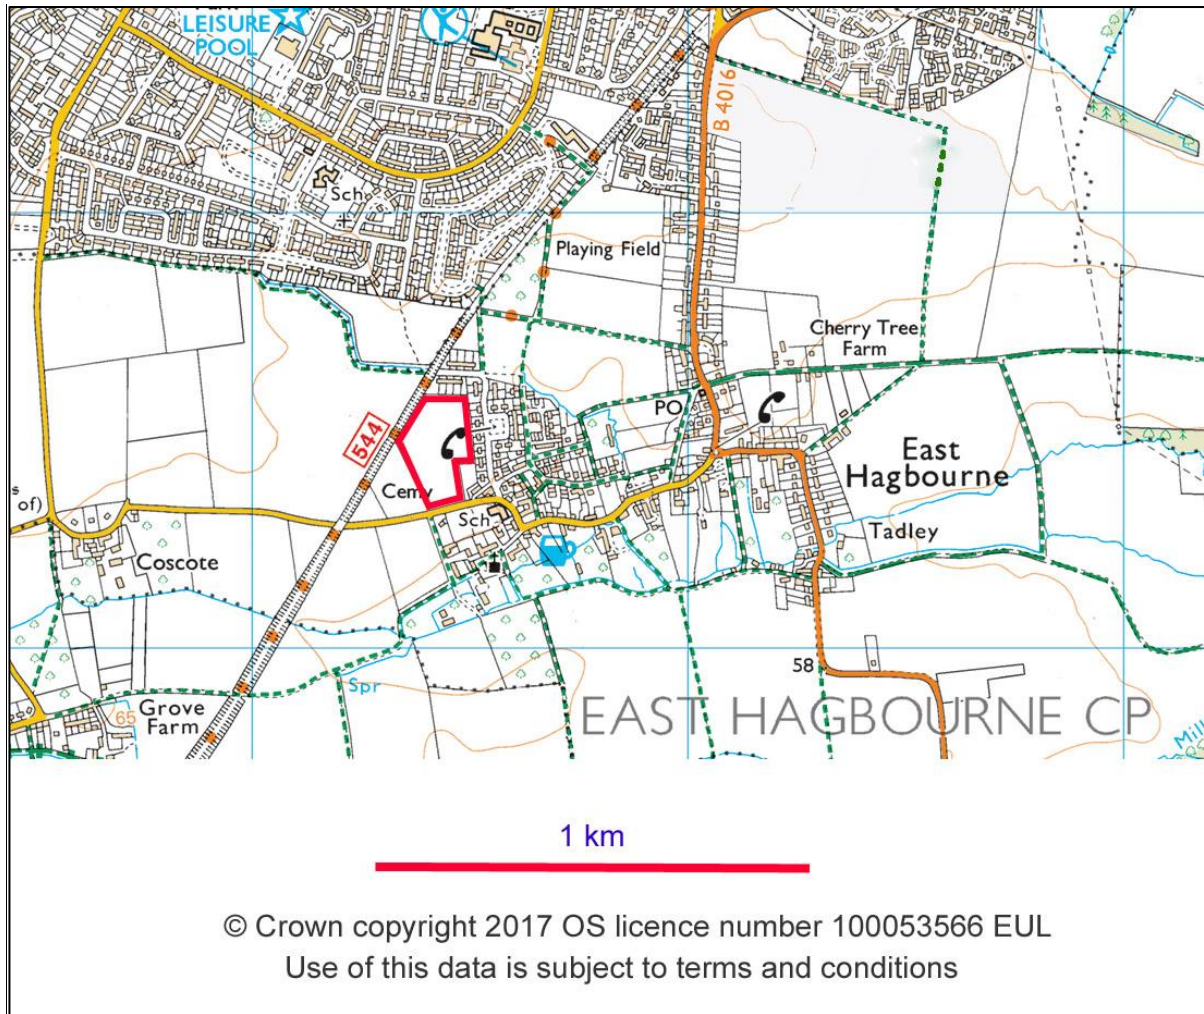 LEISURE
POOL
B 4016
Sch
Playing Field
Cherry Tree
Farm
PO
544
East
Hagbourne
s
of)
Cemy
Sch
Tadley
Coscote
58
Spr
EAST HAGBOURNE CP
65
Grove
Farm
Mill
1 km
© Crown copyright 2017 OS licence number 100053566 EUL
Use of this data is subject to terms and conditions